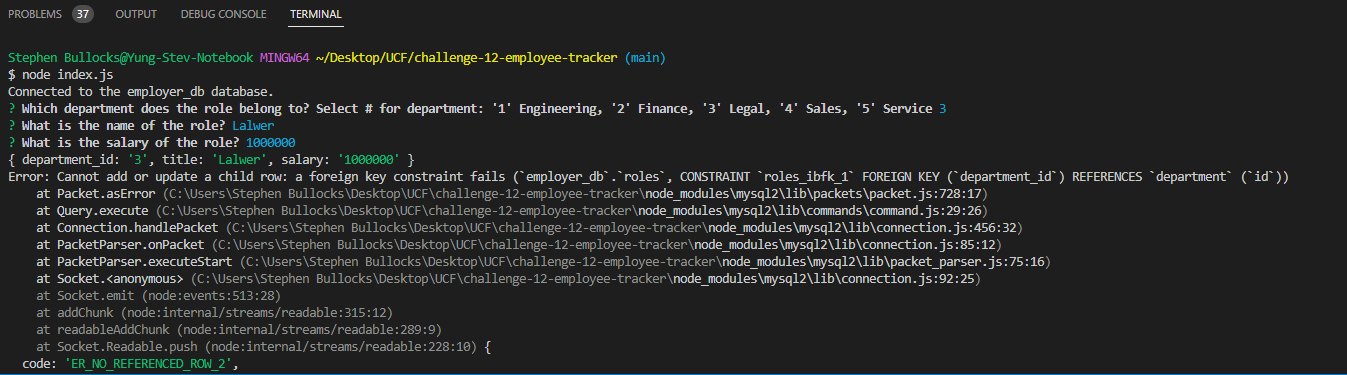 PROBLEMS 37 OUTPUT DEBUG CONSOLE TERMINAL
Stephen Bullocks@Yung-Stev-Notebook MINGW64 ~/Desktop/UCF/challenge-12-employee-tracker (main)
$ node index.js
Connected to the employer_db database.
? Which department does the role belong to? Select # for department: '1' Engineering, '2' Finance, '3' Legal, '4' Sales, '5' Service 3
? What is the name of the role? Lalwer
? What is the salary of the role? 1000000
{ department_id: '3', title: 'Lalwer', salary: '1000000' }
Error: Cannot add or update a child row: a foreign key constraint fails (`employer_db`.`roles`, CONSTRAINT `roles_ibfk_1` FOREIGN KEY (`department_id`) REFERENCES `department` (`id`))
    at Packet.asError (C:\Users\Stephen Bullocks\Desktop\UCF\challenge-12-employee-tracker\node_modules\mysql2\lib\packets\packet.js:728:17)
    at Query.execute (C:\Users\Stephen Bullocks\Desktop\UCF\challenge-12-employee-tracker\node_modules\mysql2\lib\commands\command.js:29:26)
    at Connection.handlePacket (C:\Users\Stephen Bullocks\Desktop\UCF\challenge-12-employee-tracker\node_modules\mysql2\lib\connection.js:456:32)
    at PacketParser.onPacket (C:\Users\Stephen Bullocks\Desktop\UCF\challenge-12-employee-tracker\node_modules\mysql2\lib\connection.js:85:12)
    at PacketParser.executeStart (C:\Users\Stephen Bullocks\Desktop\UCF\challenge-12-employee-tracker\node_modules\mysql2\lib\packet_parser.js:75:16)
    at Socket.<anonymous> (C:\Users\Stephen Bullocks\Desktop\UCF\challenge-12-employee-tracker\node_modules\mysql2\lib\connection.js:92:25)
    at Socket.emit (node:events:513:28)
    at addChunk (node:internal/streams/readable:315:12)
    at readableAddChunk (node:internal/streams/readable:289:9)
    at Socket.Readable.push (node:internal/streams/readable:228:10) {
  code: 'ER_NO_REFERENCED_ROW_2',